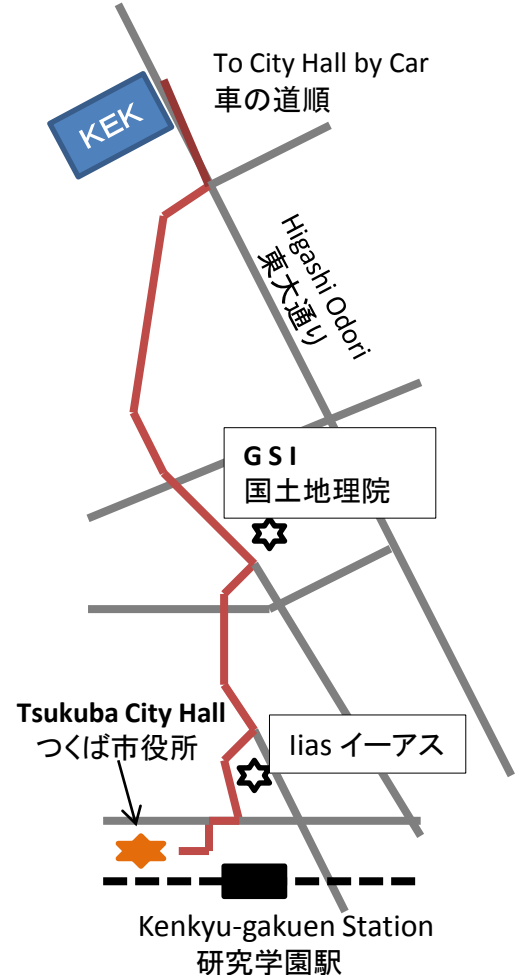 To City Hall by Car
車の道順
KEK
Higashi Odori
東大通り
G S I
国土地理院
Tsukuba City Hall
つくば市役所
Iias イーアス
Kenkyu-gakuen Station
研究学園駅